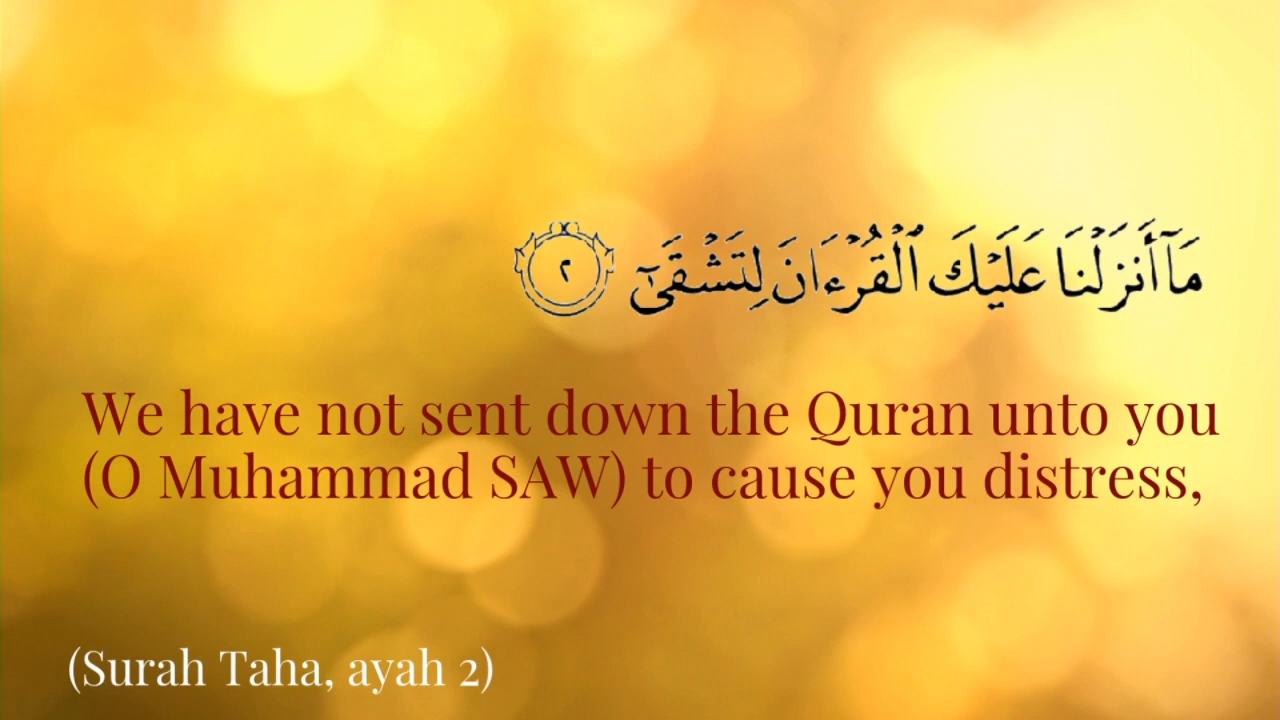 مَآ أَنزَلْنَا عَلَيْكَ ٱلْقُرْءَانَ لِتَشْقَىٰٓ ٢
We have not sent down the Quran unto you
(O Muhammad SAW) to cause you distress,
(Surah Taha, ayah 2)